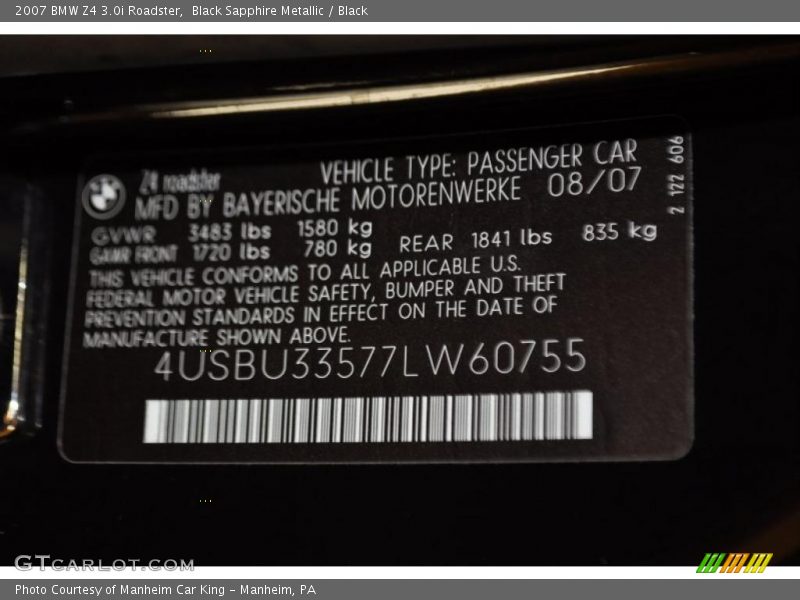 2007 BMW Z4 3.0i Roadster,  Black Sapphire Metallic / Black
Z4 roadster
VEHICLE TYPE: PASSENGER CAR
MFD BY BAYERISCHE MOTORENWERKE 08/07
GVWR 3483 lbs 1580 kg
GAWR FRONT 1720 lbs 780 kg REAR 1841 lbs 835 kg
THIS VEHICLE CONFORMS TO ALL APPLICABLE U.S.
FEDERAL MOTOR VEHICLE SAFETY, BUMPER AND THEFT
PREVENTION STANDARDS IN EFFECT ON THE DATE OF
MANUFACTURE SHOWN ABOVE.
4USBU33577LW60755
2 122 606
GTCARLOT.COM
Photo Courtesy of Manheim Car King - Manheim, PA